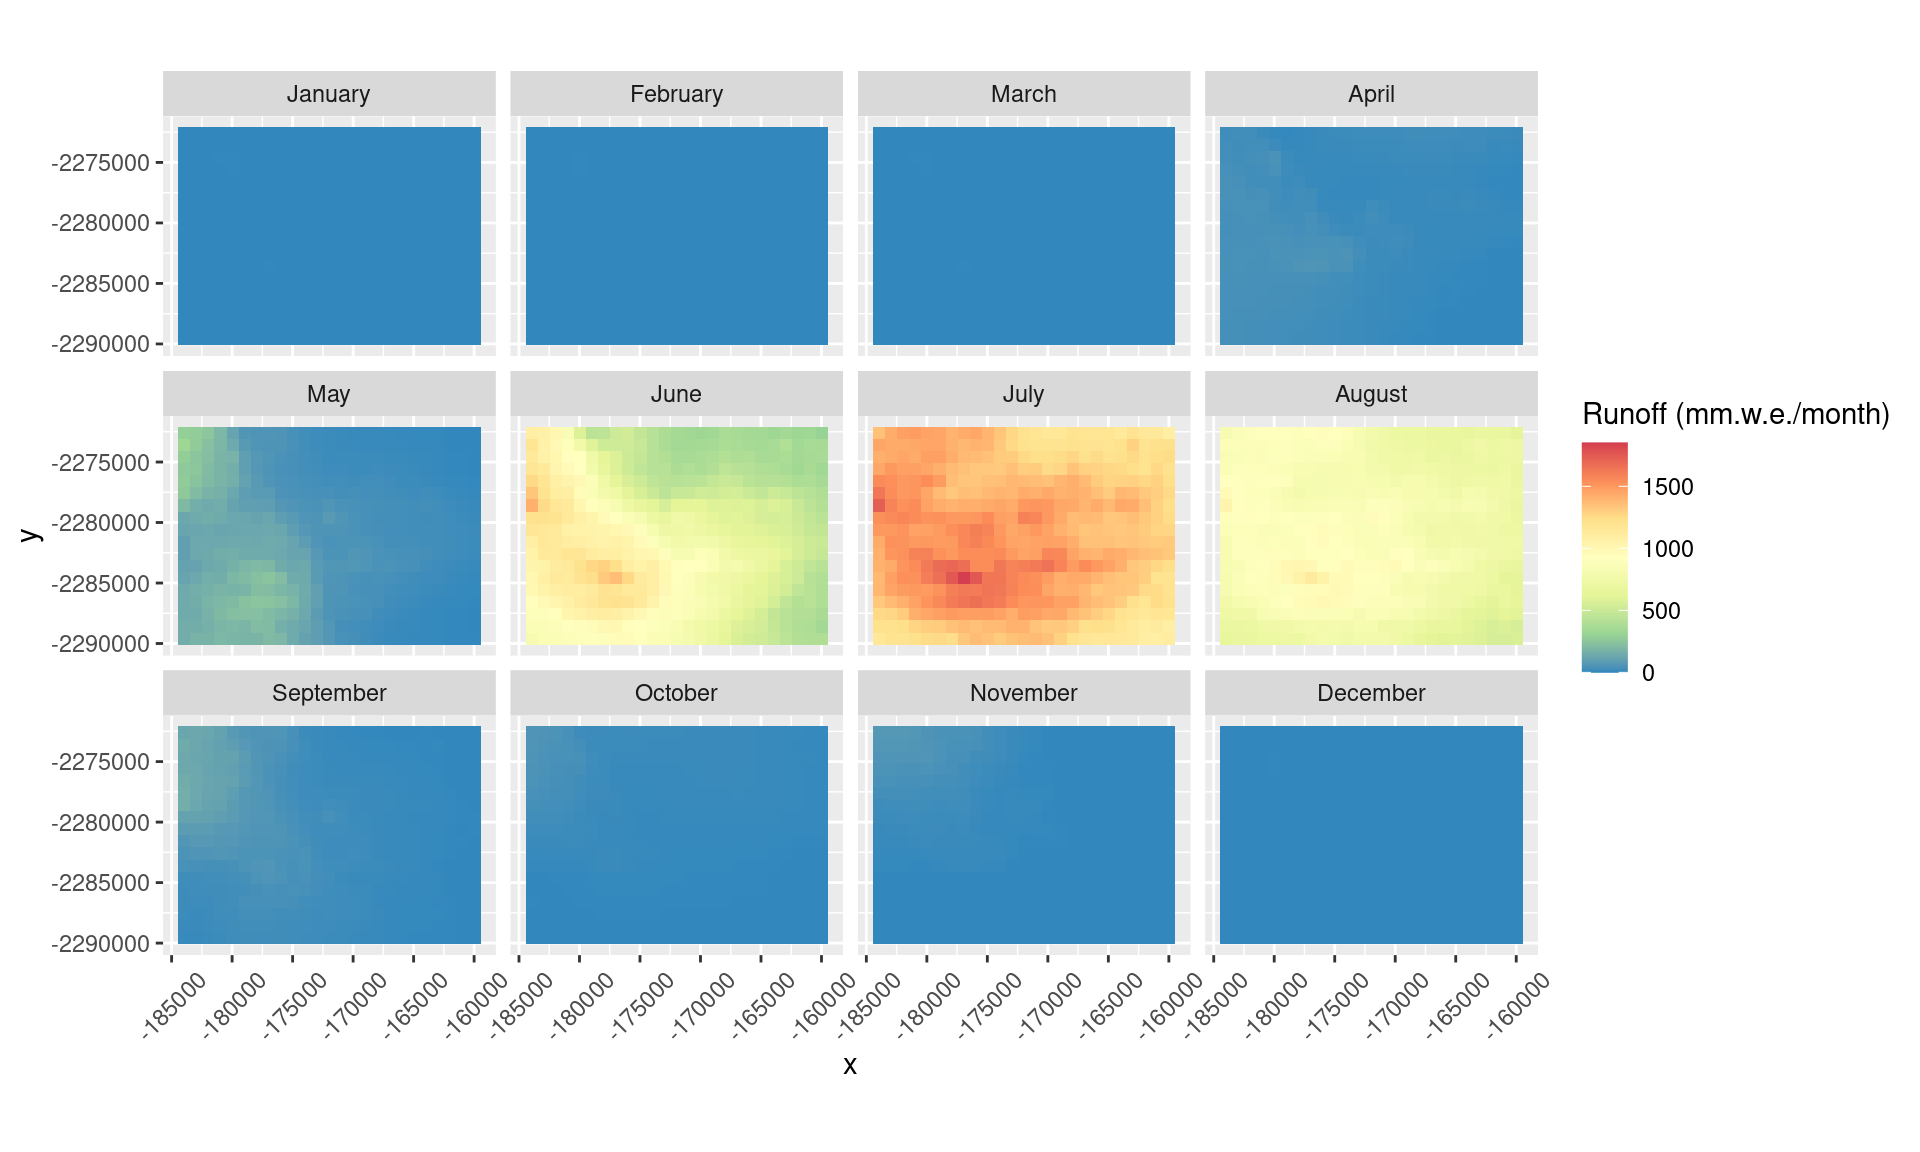 January February March April
-2275000
-2280000
-2285000
-2290000
May June July August
-2275000
-2280000
-2285000
-2290000
September October November December
-2275000
-2280000
-2285000
-2290000
-185000 -180000 -175000 -170000 -165000 -160000 -185000 -180000 -175000 -170000 -165000 -160000 -185000 -180000 -175000 -170000 -165000 -160000 -185000 -180000 -175000 -170000 -165000 -160000
x
y
Runoff (mm.w.e./month)
1500
1000
500
0